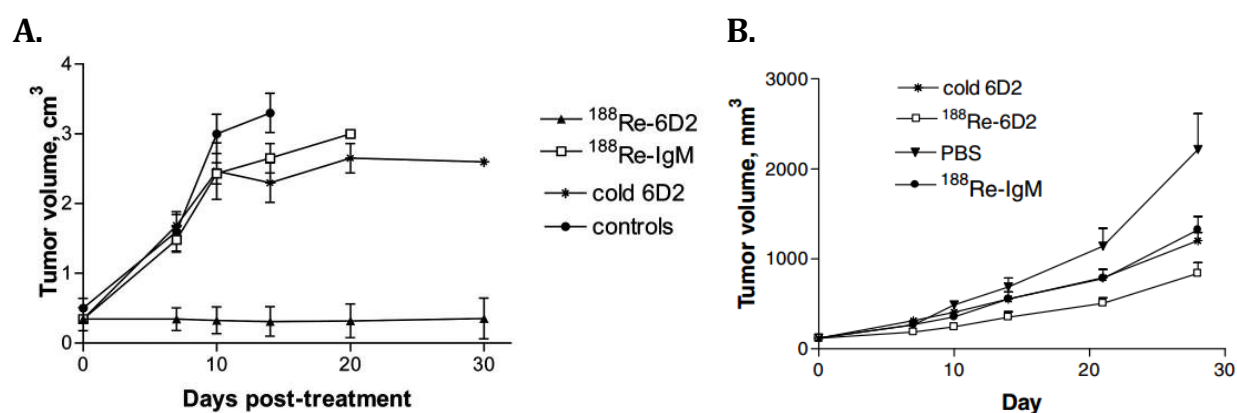 A.
Tumor volume, cm³
4
3
2
1
0
0 10 20 30
Days post-treatment
¹⁸⁸Re-6D2
¹⁸⁸Re-IgM
cold 6D2
controls
B.
Tumor volume, mm³
3000
2000
1000
0
0 10 20 30
Day
cold 6D2
¹⁸⁸Re-6D2
PBS
¹⁸⁸Re-IgM